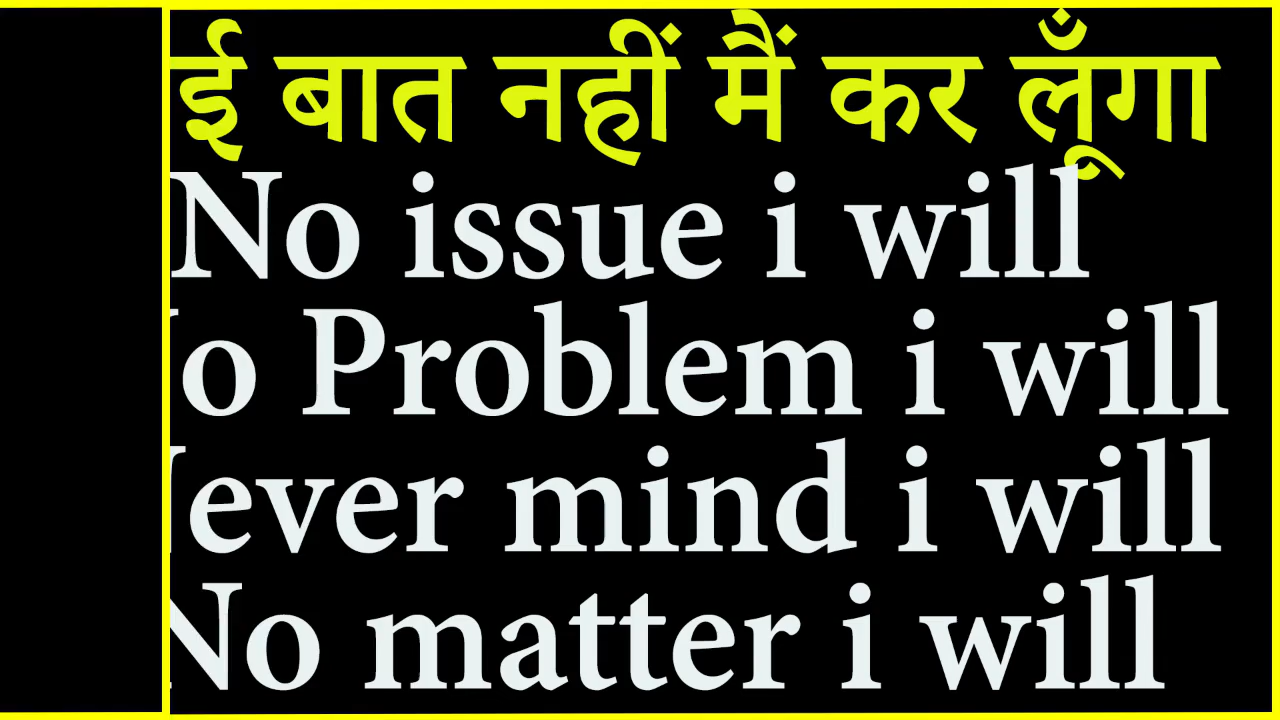 ई बात नहीं मैं कर लूँगा
No issue i will
o Problem i will
ever mind i will
No matter i will